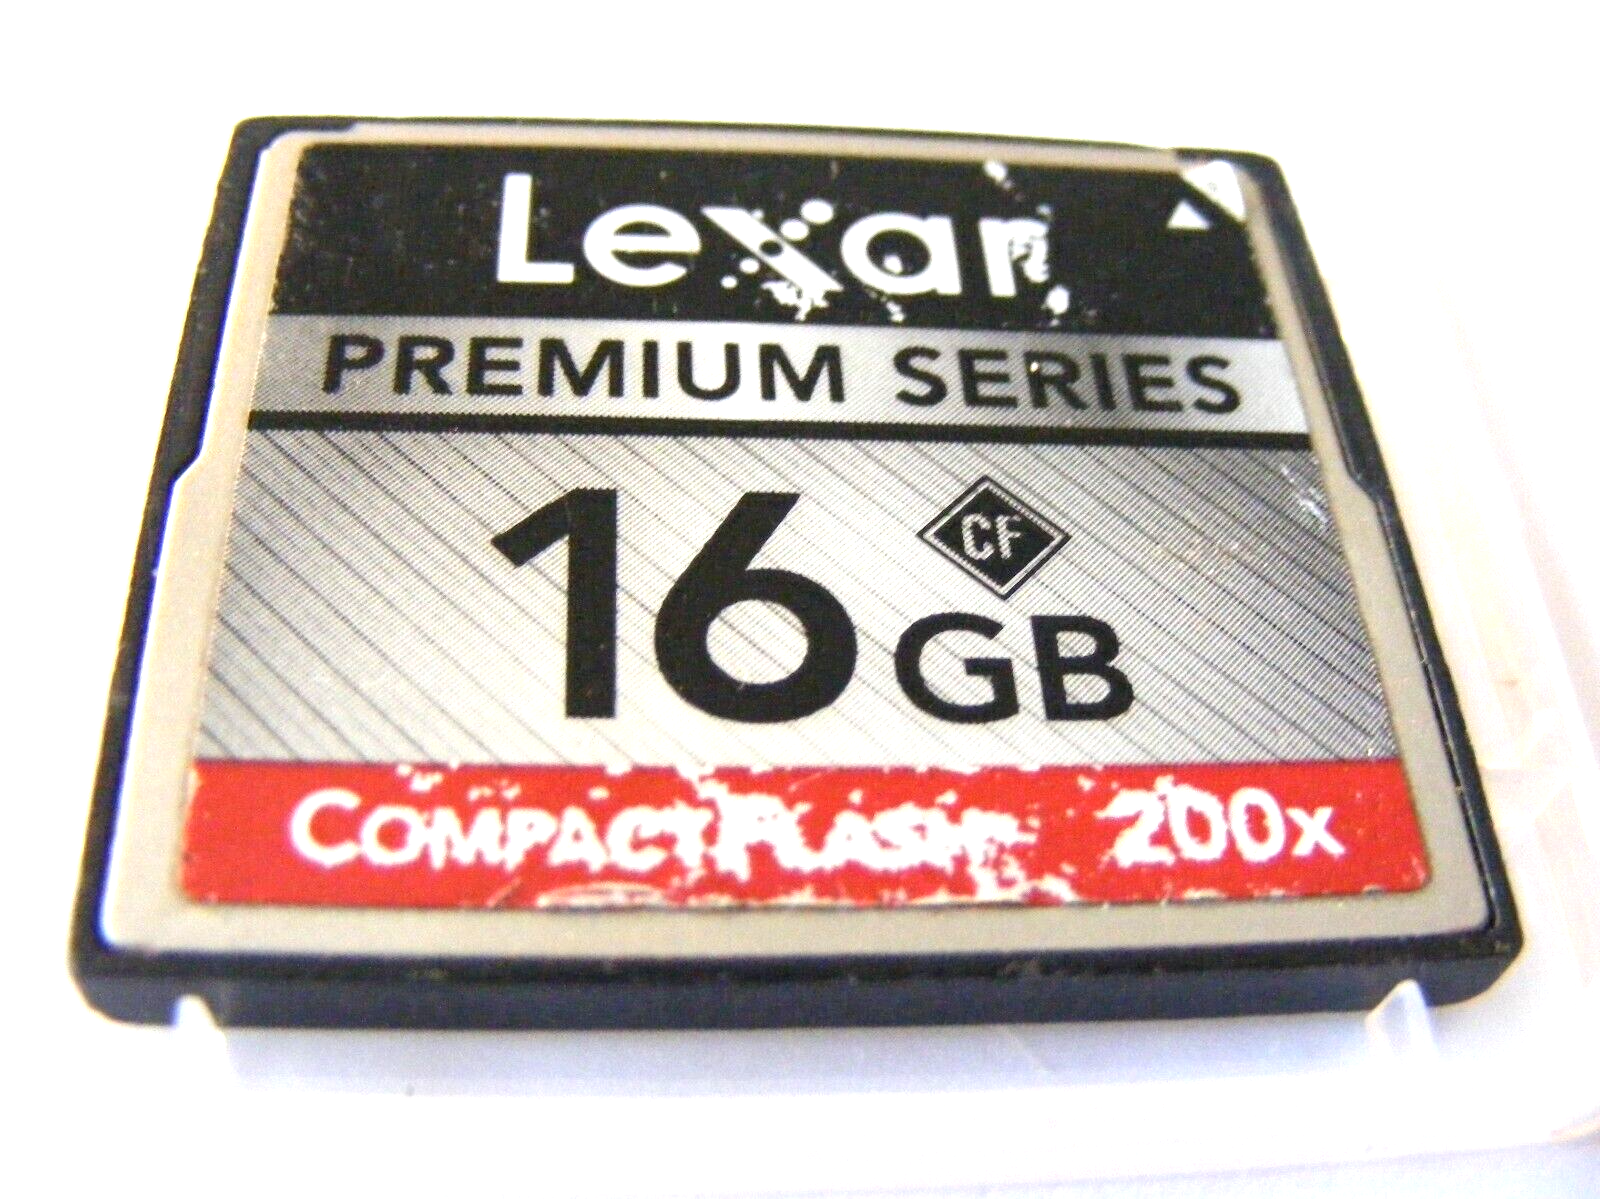 Lexar
PREMIUM SERIES
CF
16 GB
COMPACTFLASH 200x